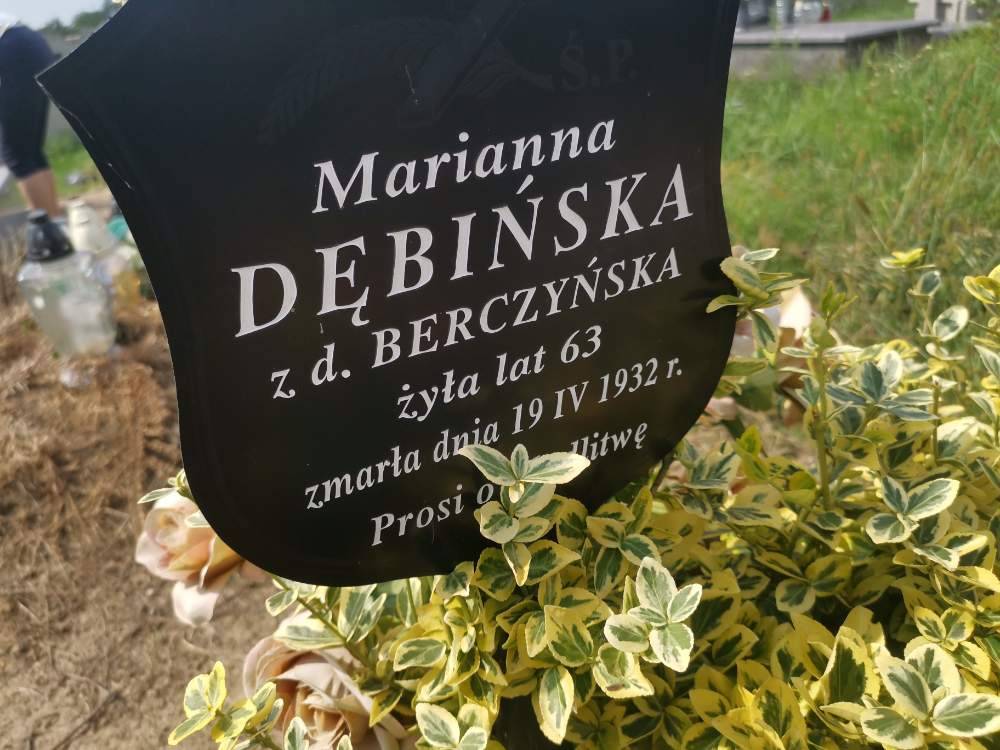 Ś.P.
Marianna
DĘBIŃSKA
z d. BERCZYŃSKA
żyła lat 63
zmarła dnia 19 IV 1932 r.
Prosi o